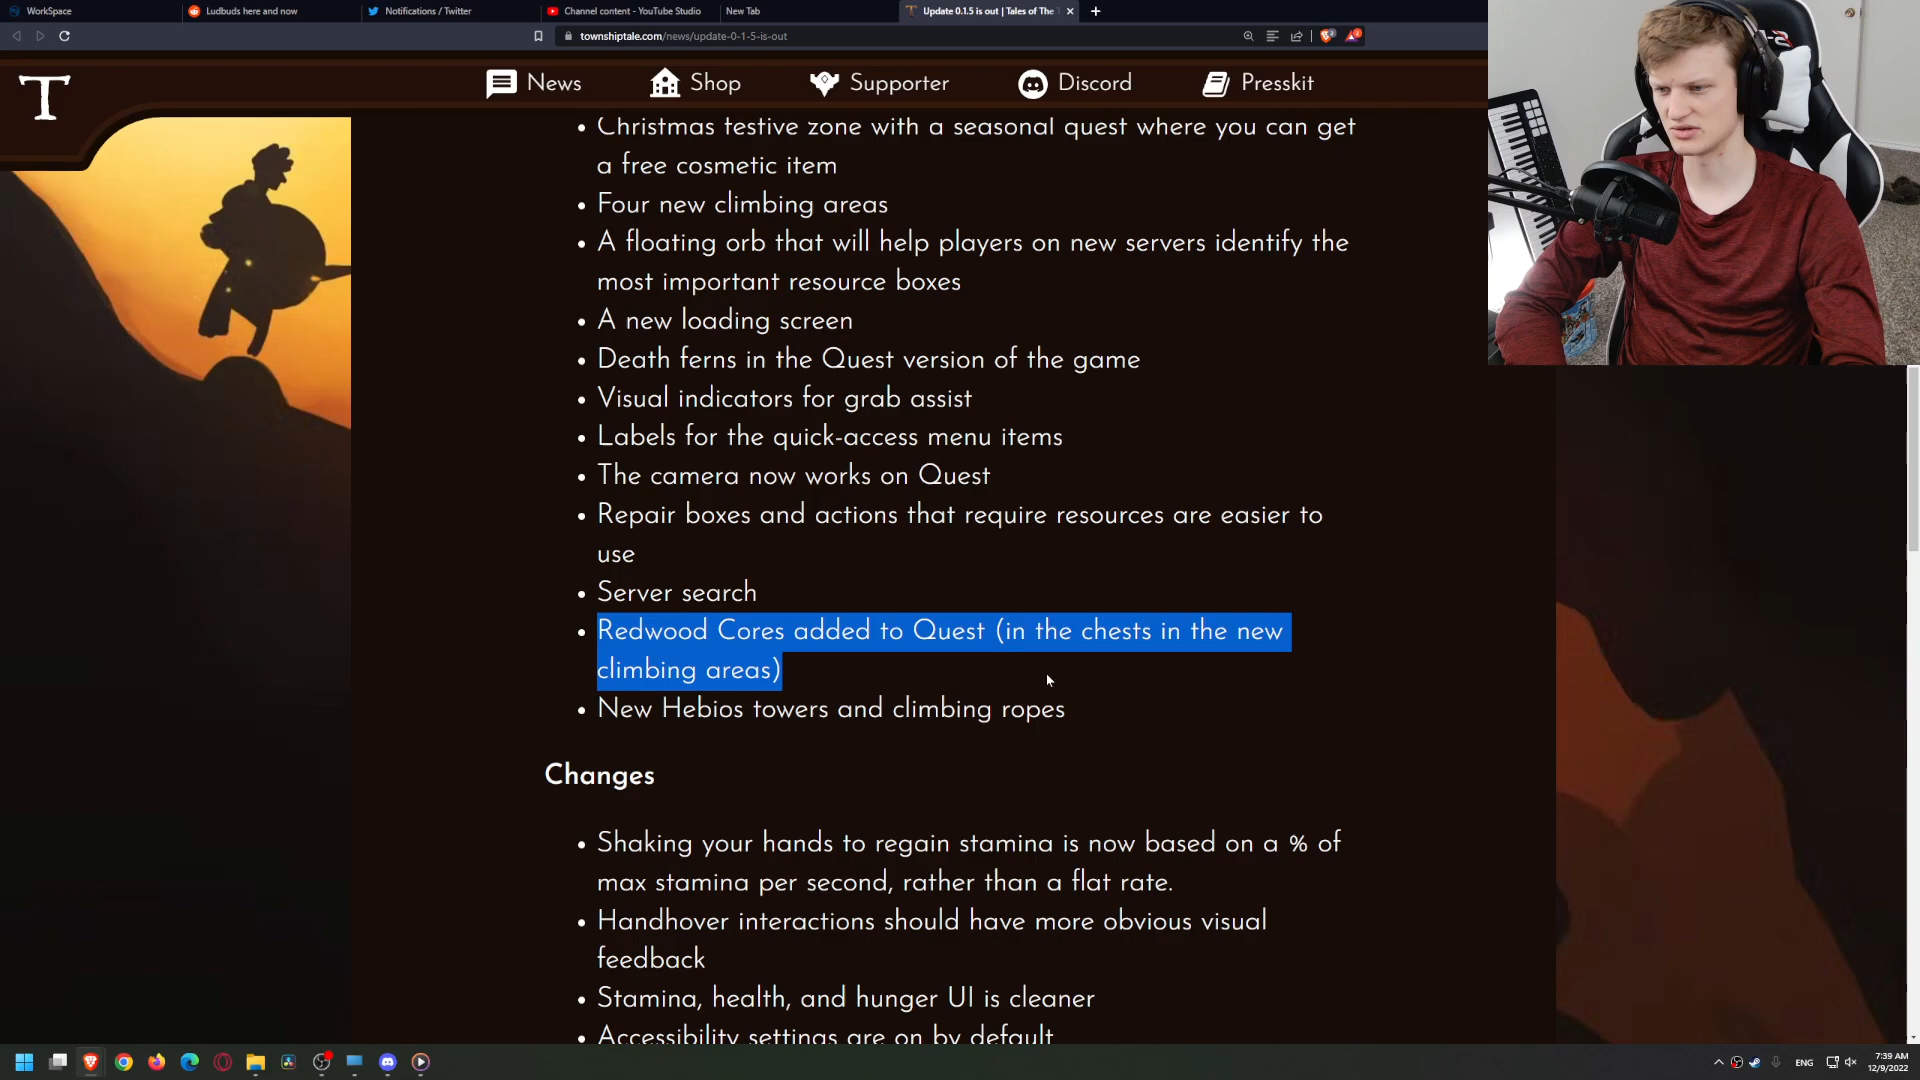 WorkSpace Ludbuds here and now Notifications / Twitter Channel content - YouTube Studio New Tab Update 0.1.5 is out | Tales of The T
townshiptale.com/news/update-0-1-5-is-out
T News Shop Supporter Discord Presskit
• Christmas festive zone with a seasonal quest where you can get
a free cosmetic item
• Four new climbing areas
• A floating orb that will help players on new servers identify the
most important resource boxes
• A new loading screen
• Death ferns in the Quest version of the game
• Visual indicators for grab assist
• Labels for the quick-access menu items
• The camera now works on Quest
• Repair boxes and actions that require resources are easier to
use
• Server search
• Redwood Cores added to Quest (in the chests in the new
climbing areas)
• New Hebios towers and climbing ropes
Changes
• Shaking your hands to regain stamina is now based on a % of
max stamina per second, rather than a flat rate.
• Handhover interactions should have more obvious visual
feedback
• Stamina, health, and hunger UI is cleaner
• Accessibility settings are on by default
ENG
7:39 AM
12/9/2022